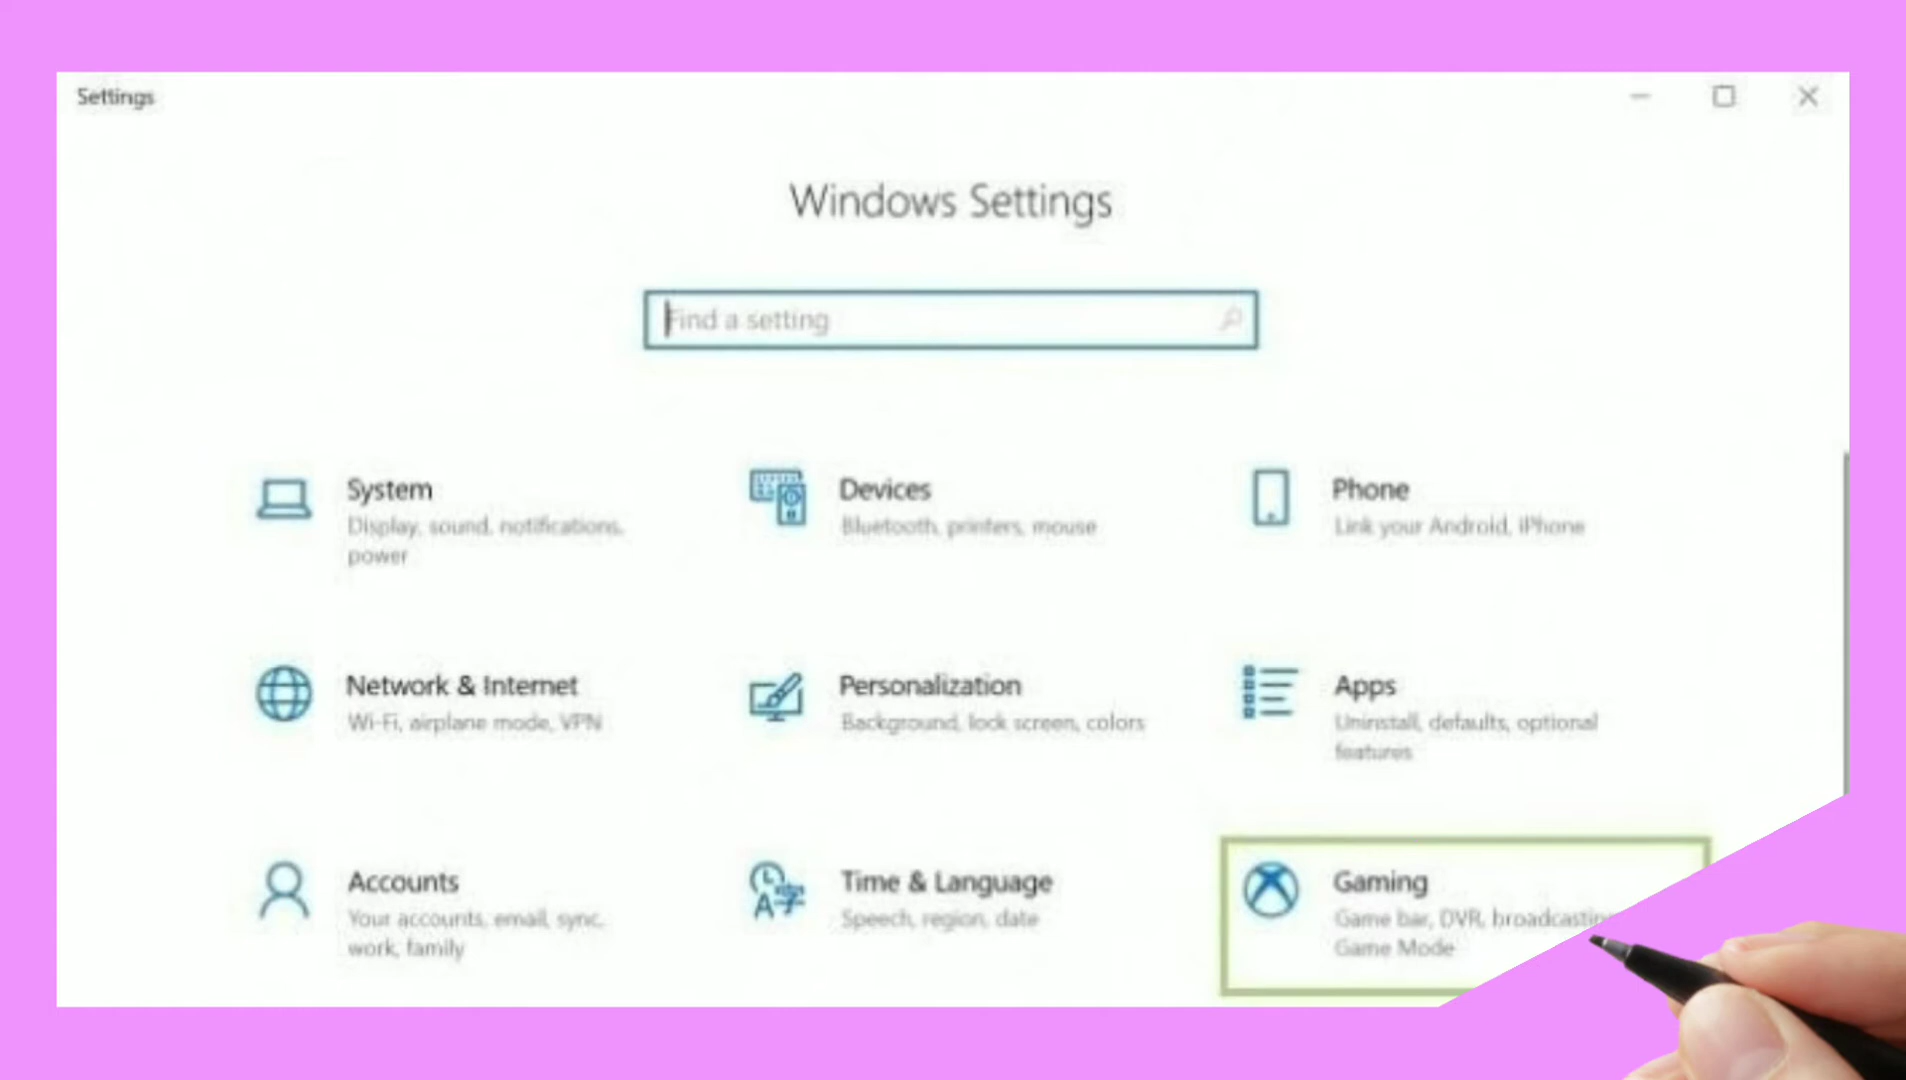 Settings
Windows Settings
Find a setting
System
Display, sound, notifications,
power
Devices
Bluetooth, printers, mouse
Phone
Link your Android, iPhone
Network & Internet
Wi-Fi, airplane mode, VPN
Personalization
Background, lock screen, colors
Apps
Uninstall, defaults, optional
features
Accounts
Your accounts, email, sync,
work, family
Time & Language
Speech, region, date
Gaming
Game bar, DVR, broadcasting
Game Mode